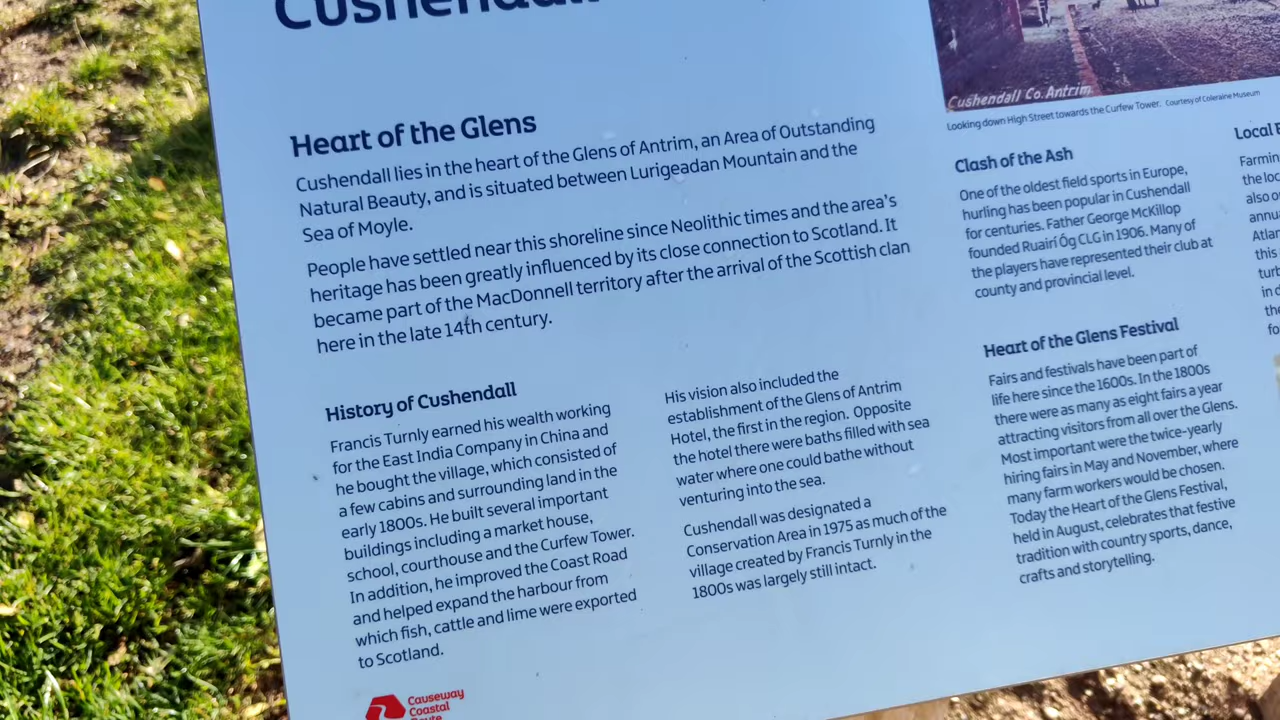 Cushendall
Heart of the Glens
Cushendall lies in the heart of the Glens of Antrim, an Area of Outstanding
Natural Beauty, and is situated between Lurigeadan Mountain and the
Sea of Moyle.
People have settled near this shoreline since Neolithic times and the area's
heritage has been greatly influenced by its close connection to Scotland. It
became part of the MacDonnell territory after the arrival of the Scottish clan
here in the late 14th century.
History of Cushendall
Francis Turnly earned his wealth working
for the East India Company in China and
he bought the village, which consisted of
a few cabins and surrounding land in the
early 1800s. He built several important
buildings including a market house,
school, courthouse and the Curfew Tower.
In addition, he improved the Coast Road
and helped expand the harbour from
which fish, cattle and lime were exported
to Scotland.
His vision also included the
establishment of the Glens of Antrim
Hotel, the first in the region. Opposite
the hotel there were baths filled with sea
water where one could bathe without
venturing into the sea.
Cushendall was designated a
Conservation Area in 1975 as much of the
village created by Francis Turnly in the
1800s was largely still intact.
Cushendall Co. Antrim.
Looking down High Street towards the Curfew Tower. Courtesy of Coleraine Museum
Clash of the Ash
One of the oldest field sports in Europe,
hurling has been popular in Cushendall
for centuries. Father George McKillop
founded Ruairí Óg CLG in 1906. Many of
the players have represented their club at
county and provincial level.
Heart of the Glens Festival
Fairs and festivals have been part of
life here since the 1600s. In the 1800s
there were as many as eight fairs a year
attracting visitors from all over the Glens.
Most important were the twice-yearly
hiring fairs in May and November, where
many farm workers would be chosen.
Today the Heart of the Glens Festival,
held in August, celebrates that festive
tradition with country sports, dance,
crafts and storytelling.
Local
the
also
this
Causeway
Coastal
Route